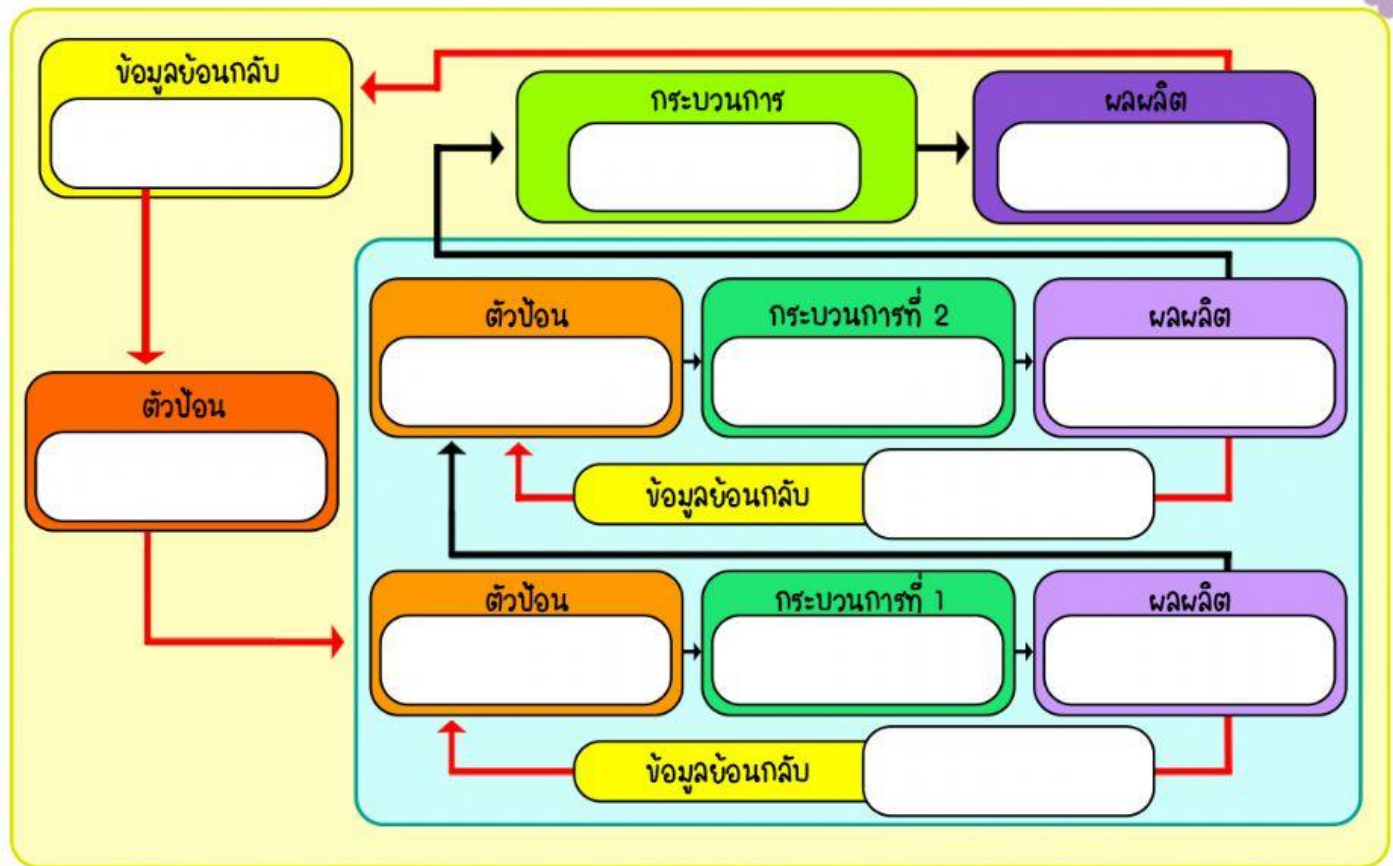 ข้อมูลย้อนกลับ
กระบวนการ
ผลผลิต
ตัวป้อน
กระบวนการที่ 2
ผลผลิต
ตัวป้อน
ข้อมูลย้อนกลับ
ตัวป้อน
กระบวนการที่ 1
ผลผลิต
ข้อมูลย้อนกลับ